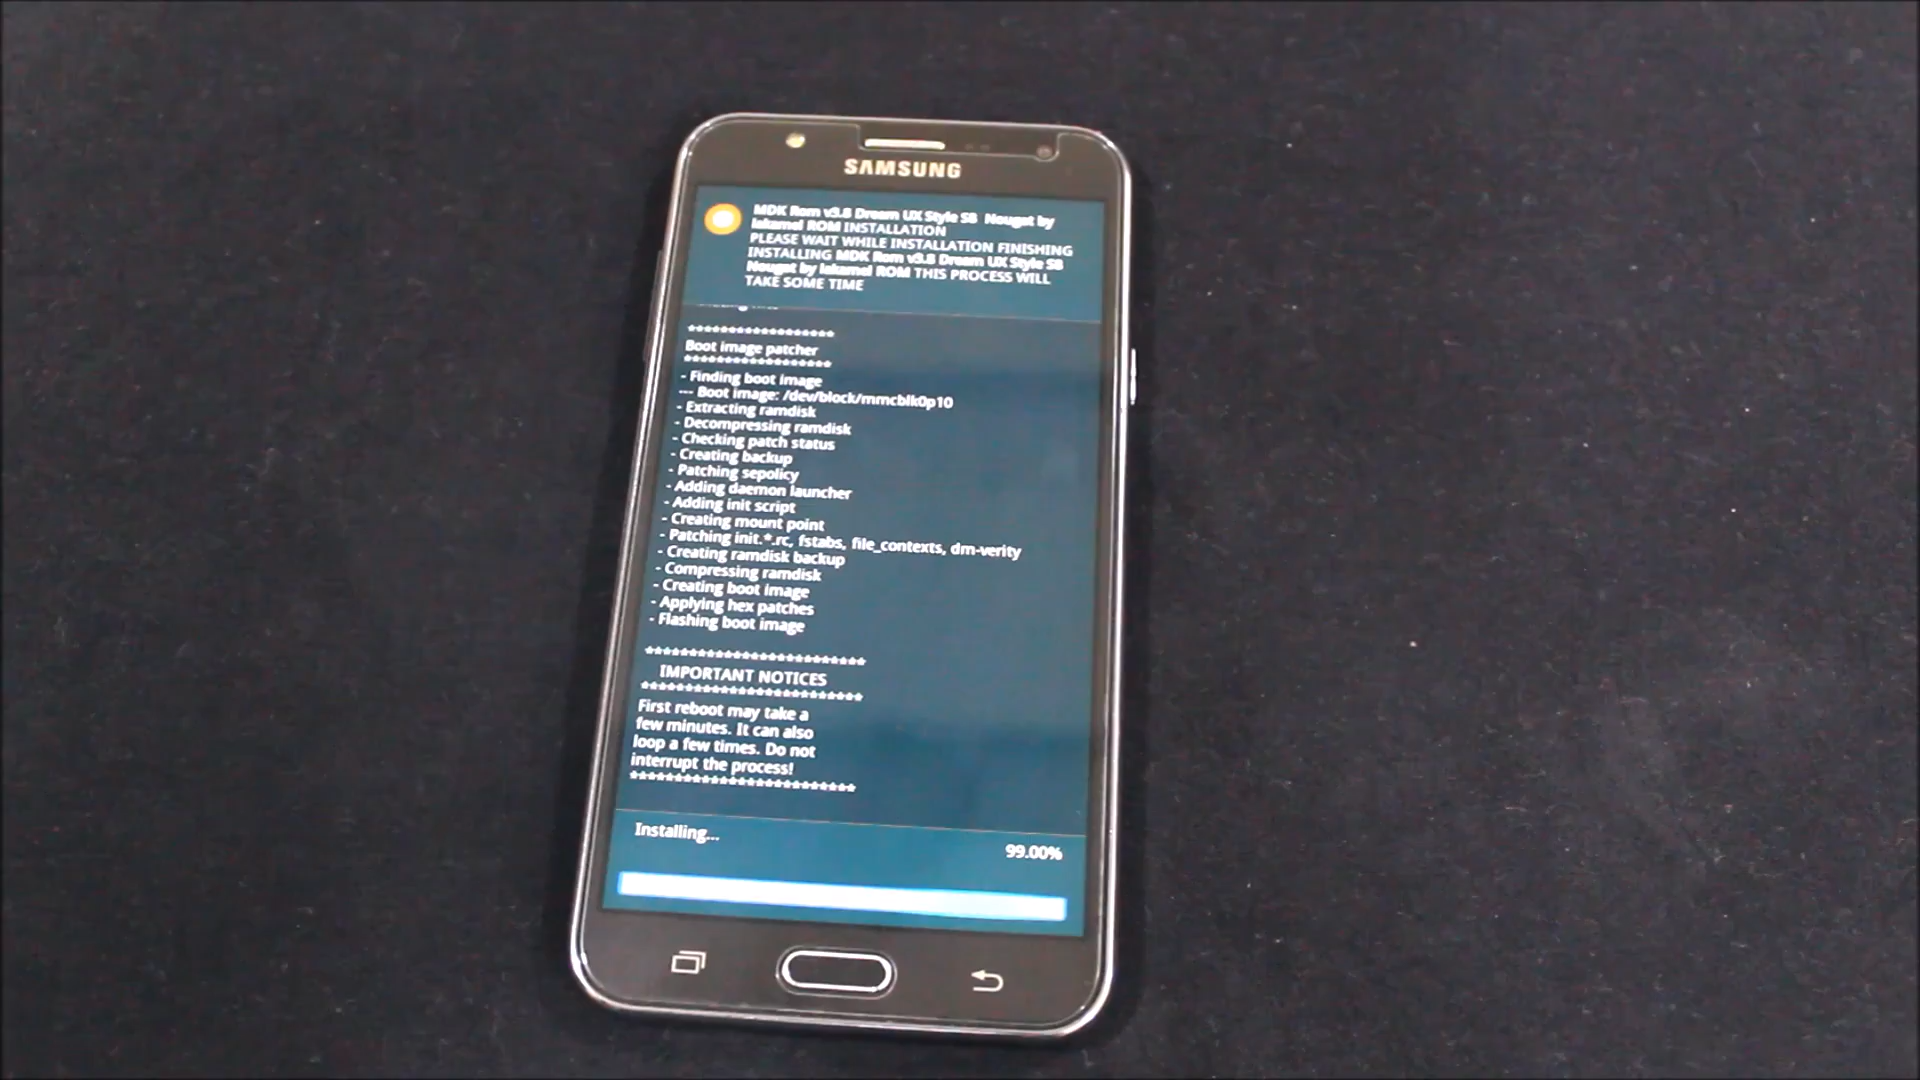 SAMSUNG
MDK Rom v3.8 Dream UX Style S8 Nougat by
lakamel ROM INSTALLATION
PLEASE WAIT WHILE INSTALLATION FINISHING
INSTALLING MDK Rom v3.8 Dream UX Style S8
Nougat by lakamel ROM THIS PROCESS WILL
TAKE SOME TIME
******************
Boot image patcher
******************
- Finding boot image
--- Boot image: /dev/block/mmcblk0p10
- Extracting ramdisk
- Decompressing ramdisk
- Checking patch status
- Creating backup
- Patching sepolicy
- Adding daemon launcher
- Adding init script
- Creating mount point
- Patching init.*.rc, fstabs, file_contexts, dm-verity
- Creating ramdisk backup
- Compressing ramdisk
- Creating boot image
- Applying hex patches
- Flashing boot image
***************************
IMPORTANT NOTICES
***************************
First reboot may take a
few minutes. It can also
loop a few times. Do not
interrupt the process!
***************************
Installing...
99.00%